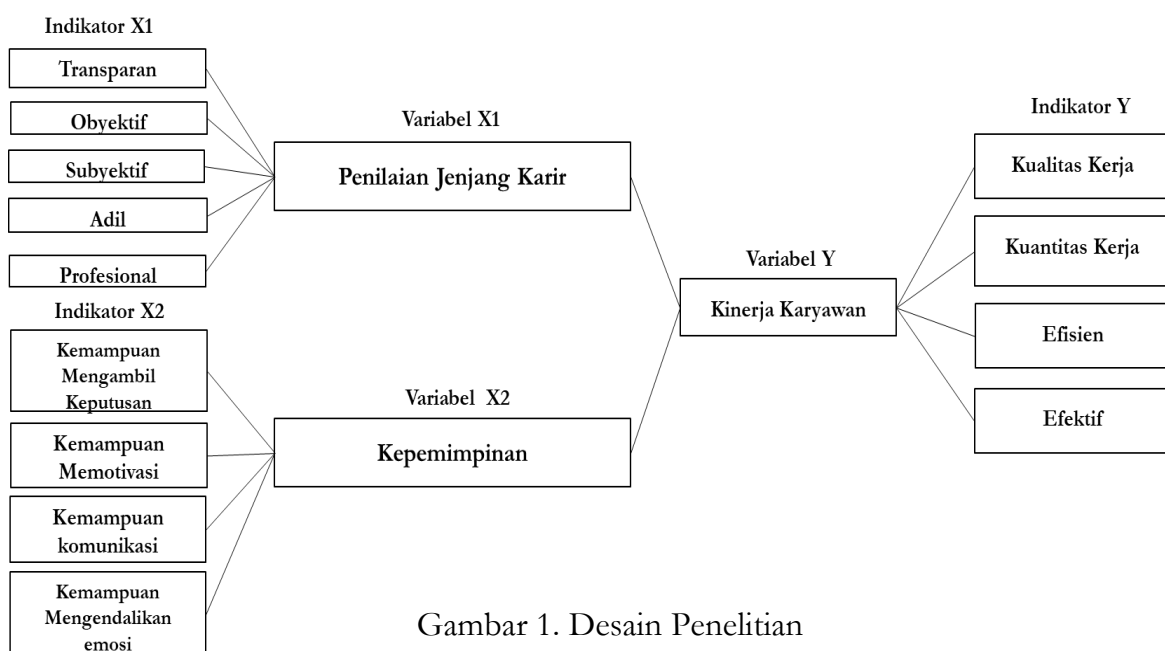 Indikator X1
Transparan
Obyektif
Subyektif
Adil
Profesional
Indikator X2
Kemampuan
Mengambil
Keputusan
Kemampuan
Memotivasi
Kemampuan
komunikasi
Kemampuan
Mengendalikan
emosi
Variabel X1
Penilaian Jenjang Karir
Variabel X2
Kepemimpinan
Variabel Y
Kinerja Karyawan
Indikator Y
Kualitas Kerja
Kuantitas Kerja
Efisien
Efektif
Gambar 1. Desain Penelitian